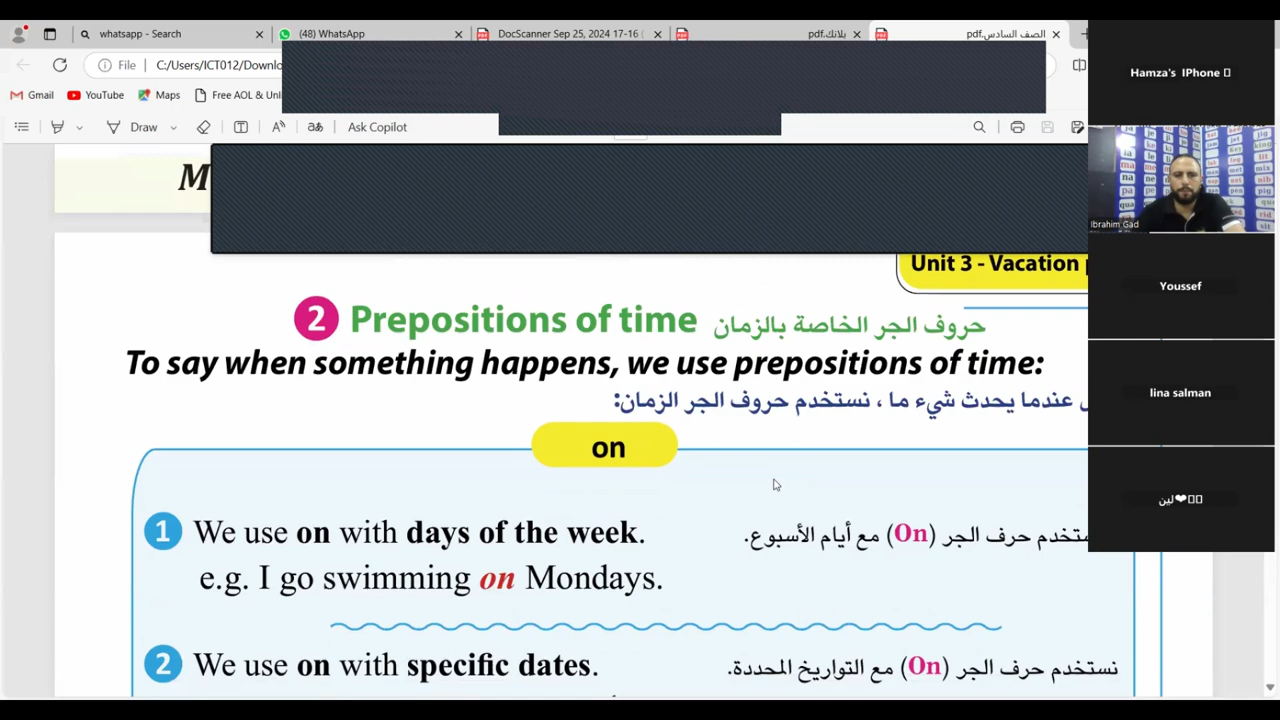 whatsapp - Search
(48) WhatsApp
DocScanner Sep 25, 2024 17-16 (
بلانك.pdf
الصف السادس.pdf
File C:/Users/ICT012/Downlo
Gmail YouTube Maps Free AOL & Unli
Draw Ask Copilot
M
Unit 3 - Vacation
2 Prepositions of time حروف الجر الخاصة بالزمان
To say when something happens, we use prepositions of time:
عندما يحدث شيء ما ، نستخدم حروف الجر الزمان:
on
1 We use on with days of the week. ستخدم حرف الجر (On) مع أيام الأسبوع.
e.g. I go swimming on Mondays.
2 We use on with specific dates. نستخدم حرف الجر (On) مع التواريخ المحددة.
Hamza's IPhone
Ibrahim Gad
Youssef
lina salman
لين❤